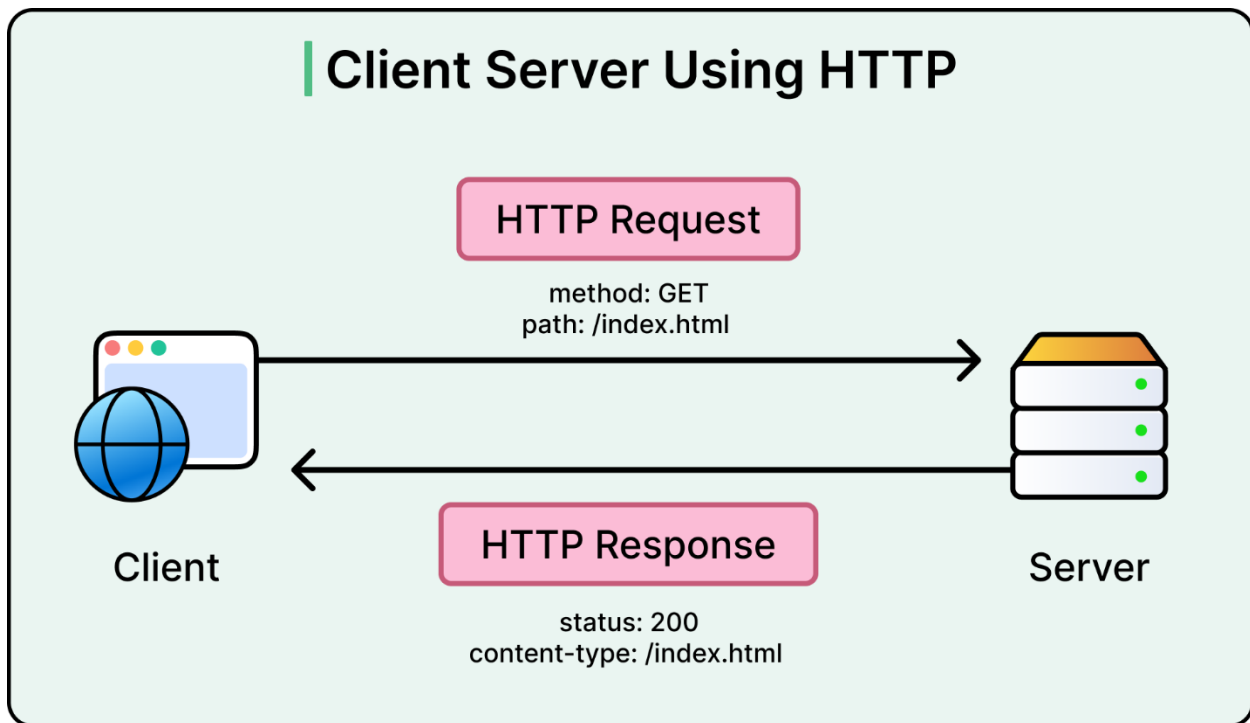 Client Server Using HTTP
HTTP Request
method: GET
path: /index.html
HTTP Response
Client
Server
status: 200
content-type: /index.html